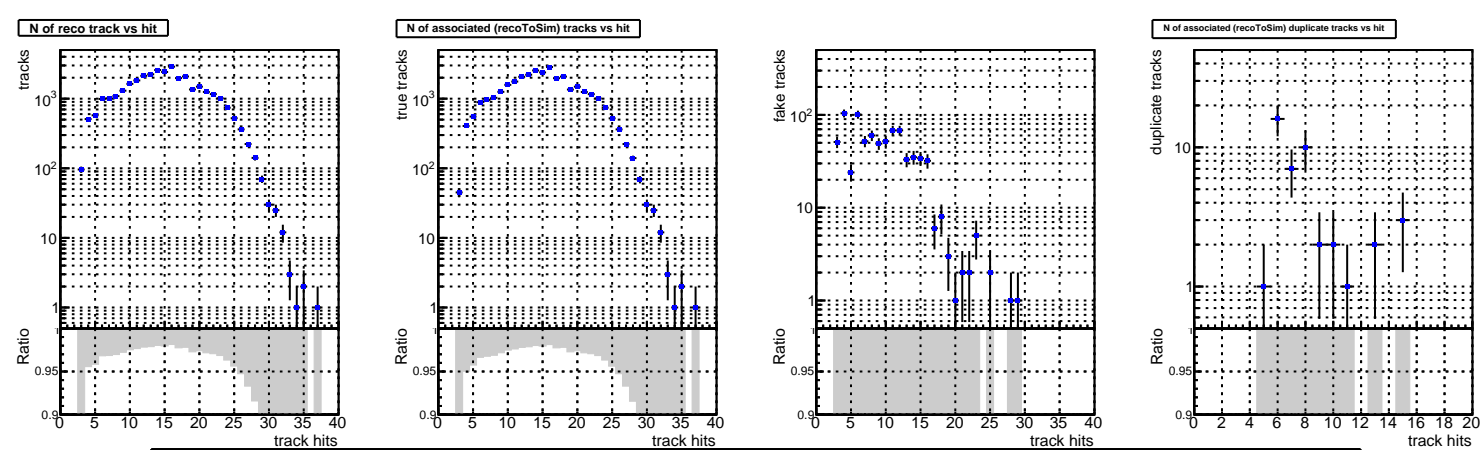 N of reco track vs hit
tracks
10³
10²
10
1
Ratio
1
0.95
0.9
0 5 10 15 20 25 30 35 40
track hits
N of associated (recoToSim) tracks vs hit
true tracks
10³
10²
10
1
Ratio
1
0.95
0.9
0 5 10 15 20 25 30 35 40
track hits
fake tracks
10²
10
1
Ratio
1
0.95
0.9
0 5 10 15 20 25 30 35 40
track hits
N of associated (recoToSim) duplicate tracks vs hit
duplicate tracks
10
1
Ratio
1
0.95
0.9
0 2 4 6 8 10 12 14 16 18 20
track hits